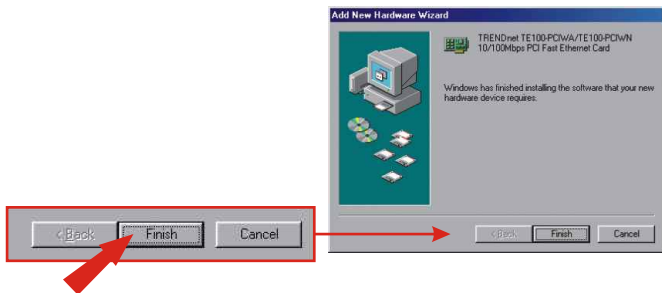 Add New Hardware Wizard
TRENDnet TE100-PCIWA/TE100-PCIWN
10/100Mbps PCI Fast Ethernet Card
Windows has finished installing the software that your new
hardware device requires.
< Back Finish Cancel
< Back Finish Cancel